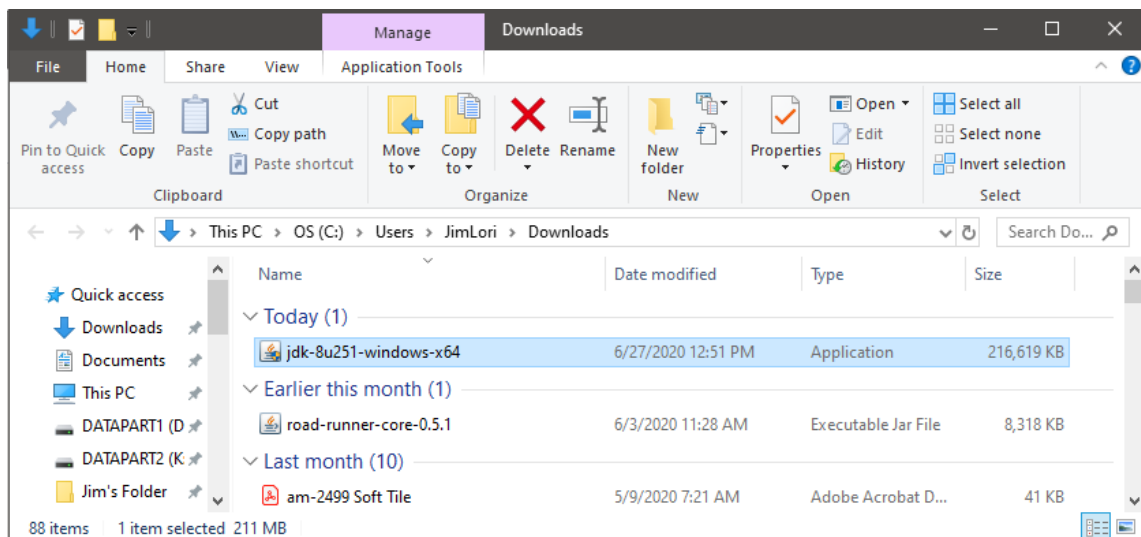 Manage Downloads
File Home Share View Application Tools
Pin to Quick access
Copy
Paste
Cut
Copy path
Paste shortcut
Clipboard
Move to
Copy to
Delete
Rename
Organize
New folder
New
Properties
Open
Edit
History
Open
Select all
Select none
Invert selection
Select
This PC > OS (C:) > Users > JimLori > Downloads
Search Do...
Quick access
Downloads
Documents
This PC
DATAPART1 (D
DATAPART2 (K:
Jim's Folder
Name Date modified Type Size
Today (1)
jdk-8u251-windows-x64 6/27/2020 12:51 PM Application 216,619 KB
Earlier this month (1)
road-runner-core-0.5.1 6/3/2020 11:28 AM Executable Jar File 8,318 KB
Last month (10)
am-2499 Soft Tile 5/9/2020 7:21 AM Adobe Acrobat D... 41 KB
88 items 1 item selected 211 MB